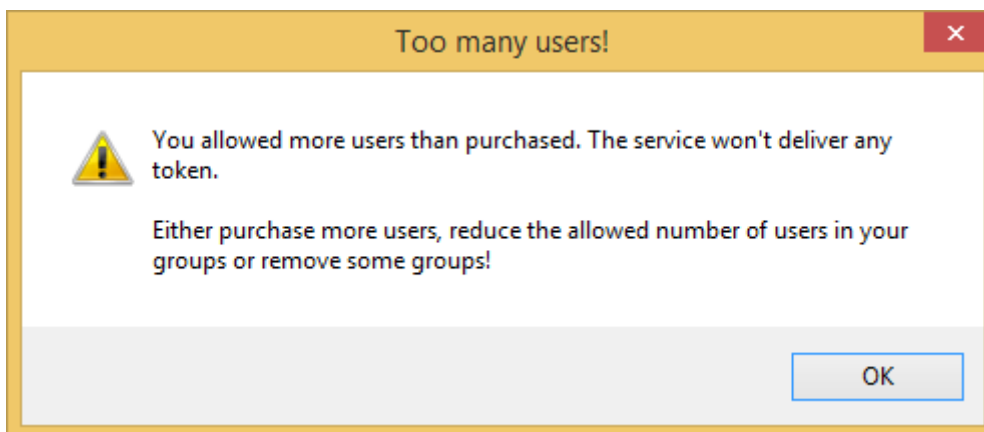 Too many users!
You allowed more users than purchased. The service won't deliver any
token.
Either purchase more users, reduce the allowed number of users in your
groups or remove some groups!
OK